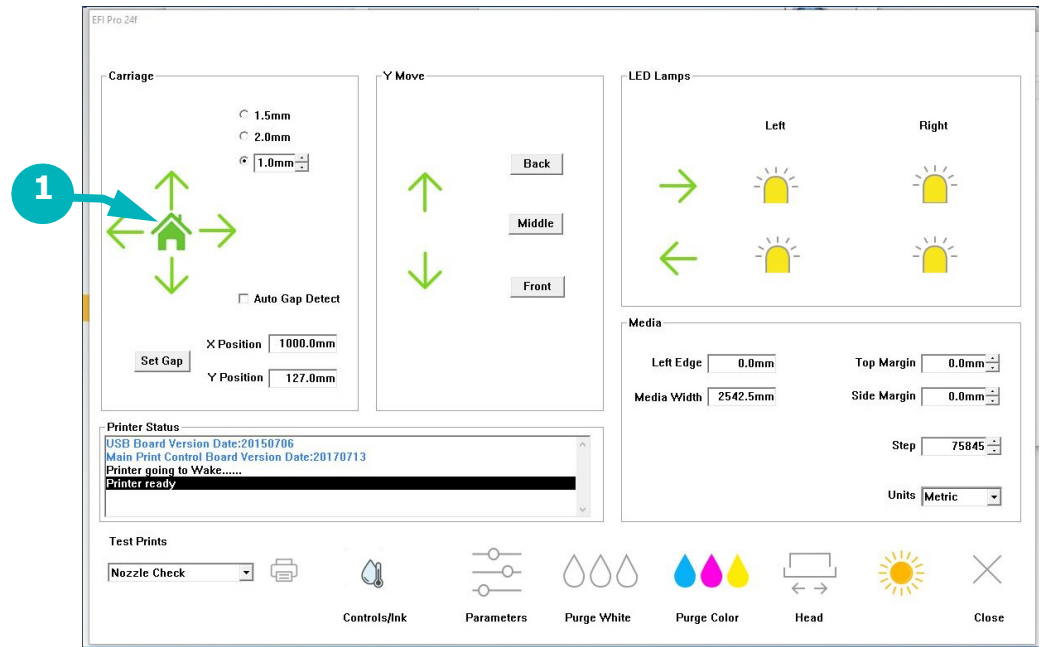 EFI Pro 24f
Carriage
1.5mm
2.0mm
1.0mm
1
Auto Gap Detect
Set Gap
X Position 1000.0mm
Y Position 127.0mm
Y Move
Back
Middle
Front
LED Lamps
Left Right
Media
Left Edge 0.0mm Top Margin 0.0mm
Media Width 2542.5mm Side Margin 0.0mm
Step 75845
Units Metric
Printer Status
USB Board Version Date:20150706
Main Print Control Board Version Date:20170713
Printer going to Wake......
Printer ready
Test Prints
Nozzle Check
Controls/Ink Parameters Purge White Purge Color Head Close